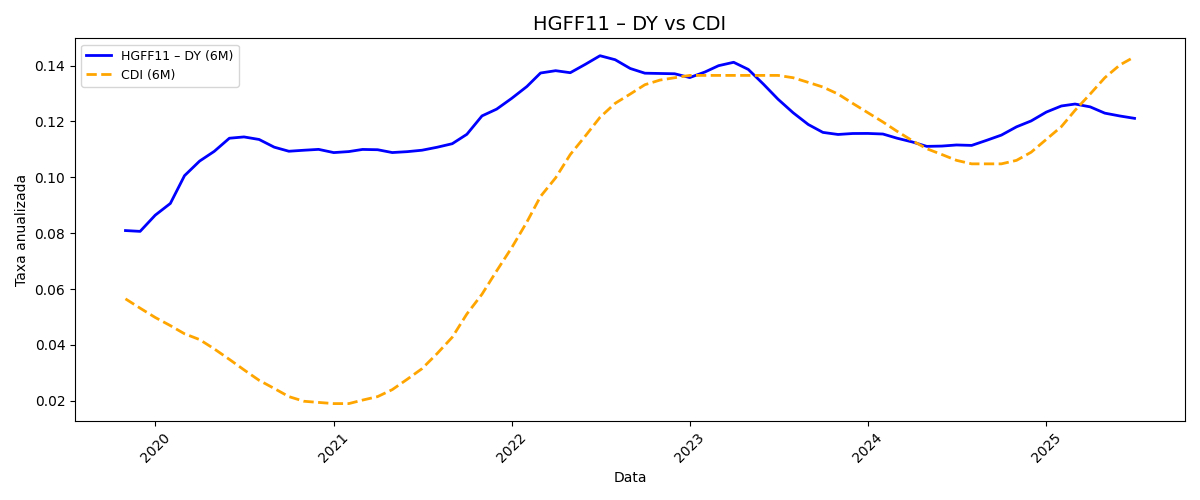 HGFF11 – DY vs CDI
HGFF11 – DY (6M)
CDI (6M)
Taxa anualizada
0.14
0.12
0.10
0.08
0.06
0.04
0.02
2020
2021
2022
2023
2024
2025
Data